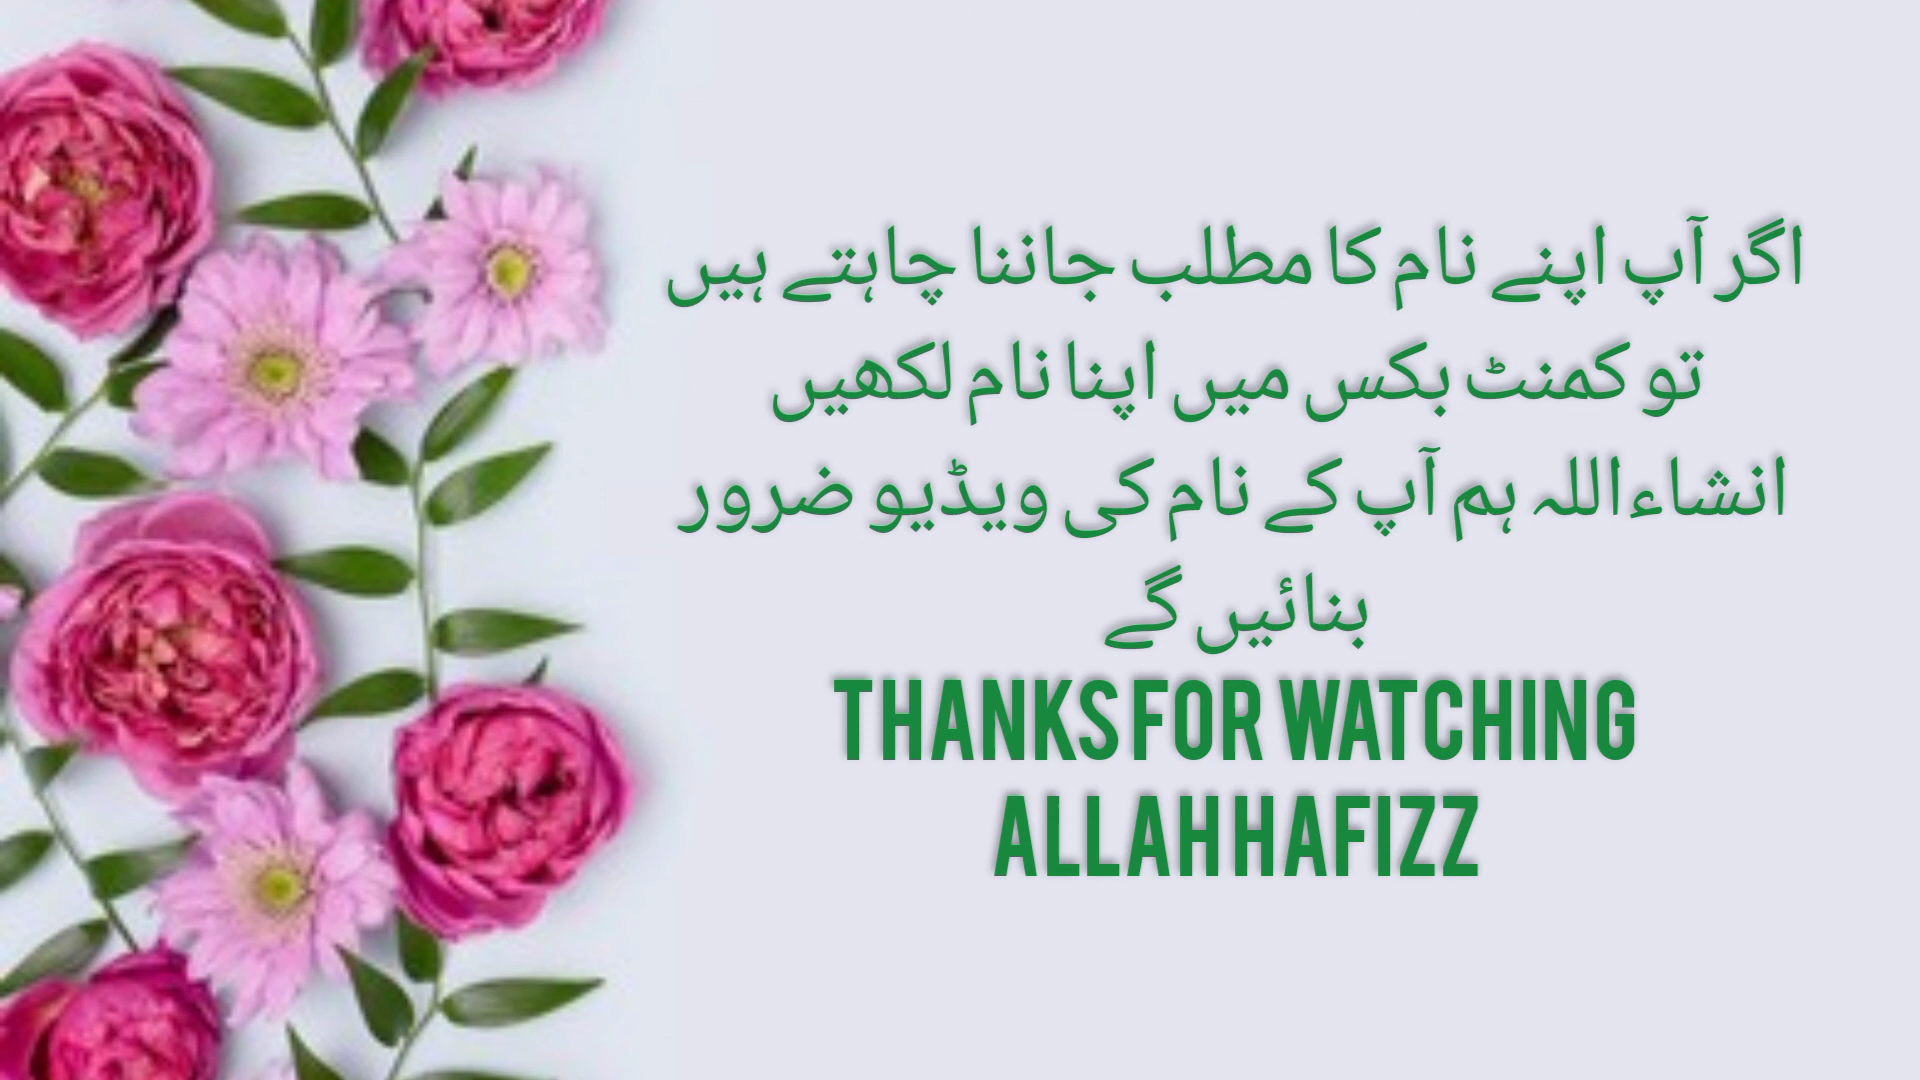 اگر آپ اپنے نام کا مطلب جاننا چاہتے ہیں
تو کمنٹ بکس میں اپنا نام لکھیں
انشاءاللہ ہم آپ کے نام کی ویڈیو ضرور
بنائیں گے
THANKS FOR WATCHING
ALLAH HAFIZZ